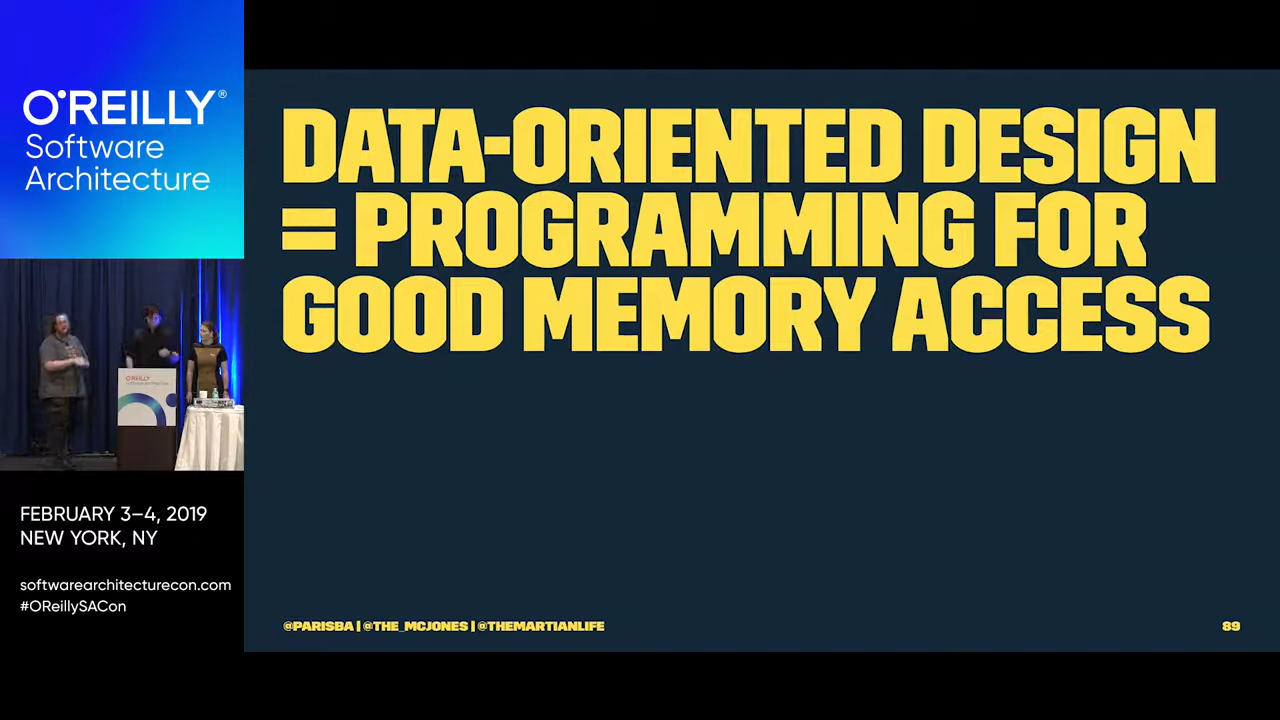 O'REILLY®
Software
Architecture
DATA-ORIENTED DESIGN
= PROGRAMMING FOR
GOOD MEMORY ACCESS
O'REILLY
FEBRUARY 3–4, 2019
NEW YORK, NY
softwarearchitecturecon.com
#OReillySACon
@PARISBA | @THE_MCJONES | @THEMARTIANLIFE
89